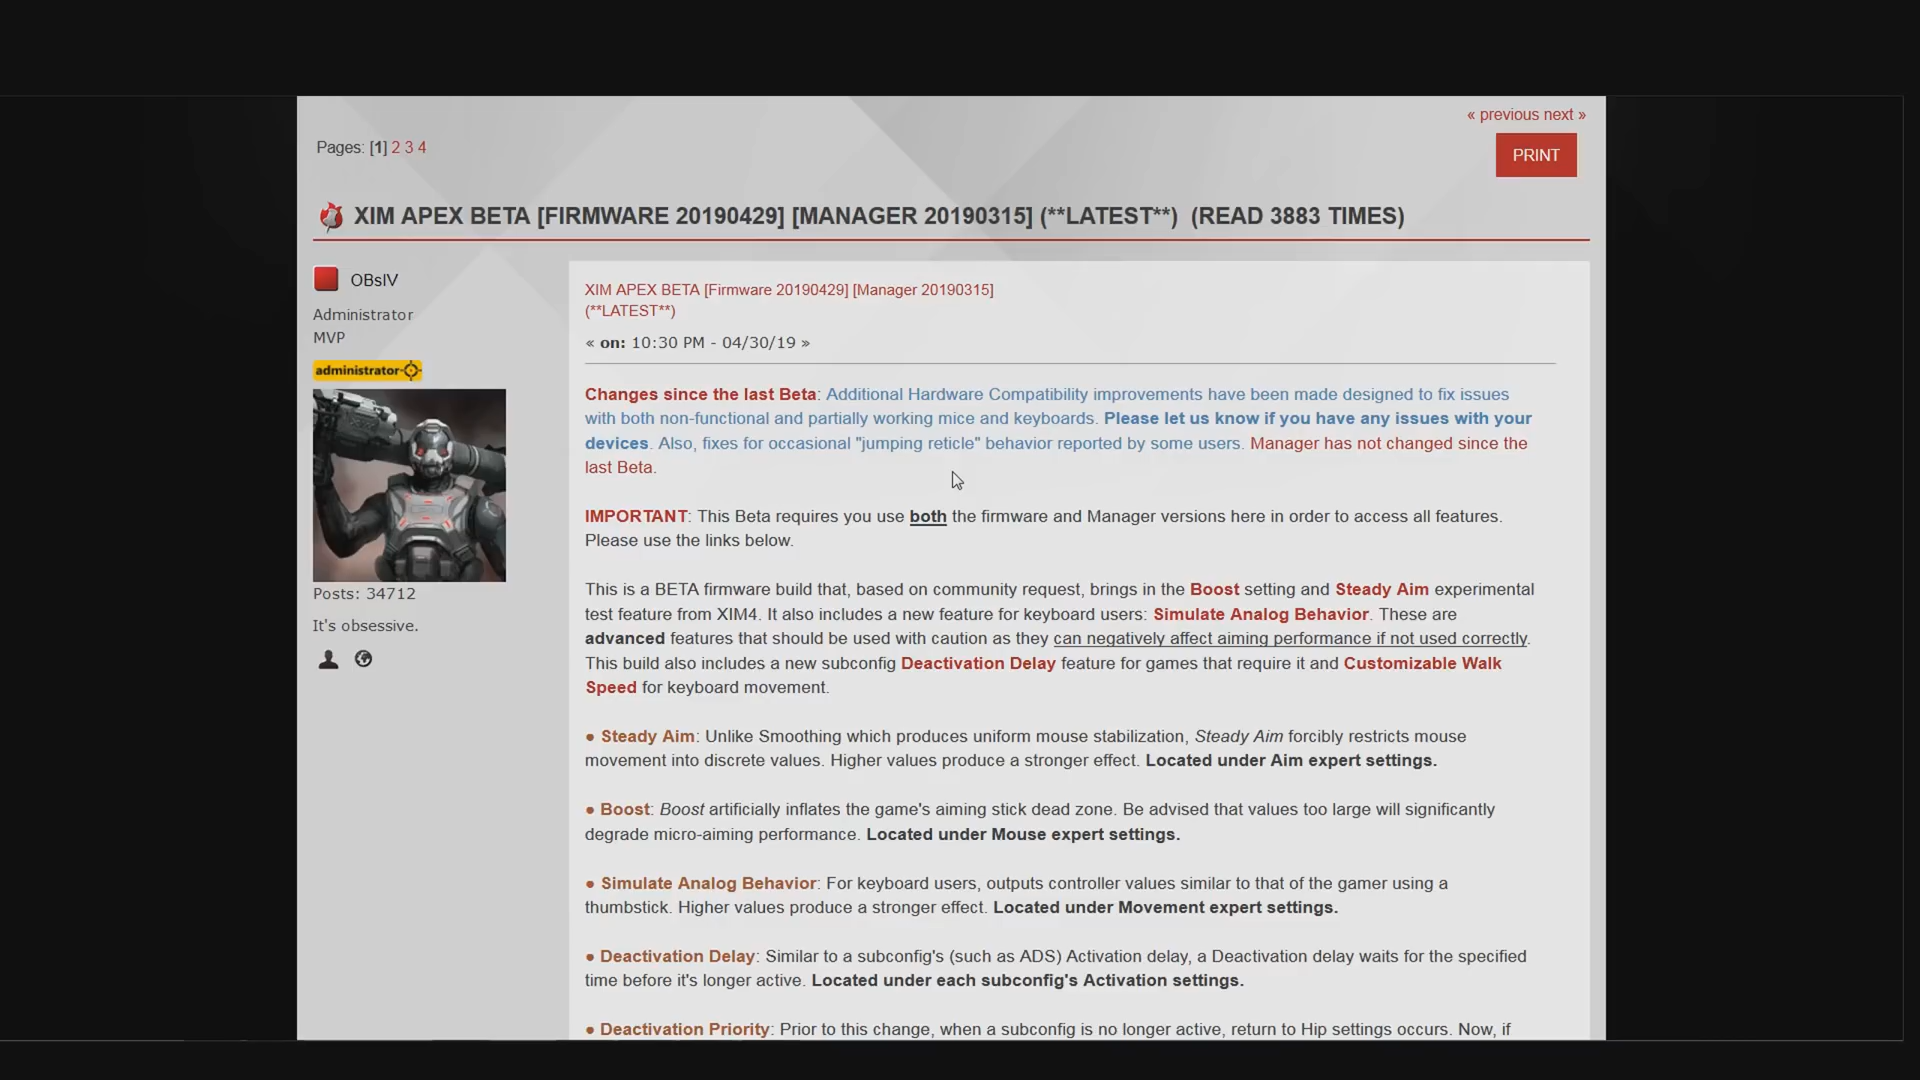 « previous next »
Pages: [1] 2 3 4
PRINT
XIM APEX BETA [FIRMWARE 20190429] [MANAGER 20190315] (**LATEST**) (READ 3883 TIMES)
OBsIV
Administrator
MVP
administrator
Posts: 34712
It's obsessive.
XIM APEX BETA [Firmware 20190429] [Manager 20190315]
(**LATEST**)
« on: 10:30 PM - 04/30/19 »
Changes since the last Beta: Additional Hardware Compatibility improvements have been made designed to fix issues
with both non-functional and partially working mice and keyboards. Please let us know if you have any issues with your
devices. Also, fixes for occasional "jumping reticle" behavior reported by some users. Manager has not changed since the
last Beta.
IMPORTANT: This Beta requires you use both the firmware and Manager versions here in order to access all features.
Please use the links below.
This is a BETA firmware build that, based on community request, brings in the Boost setting and Steady Aim experimental
test feature from XIM4. It also includes a new feature for keyboard users: Simulate Analog Behavior. These are
advanced features that should be used with caution as they can negatively affect aiming performance if not used correctly.
This build also includes a new subconfig Deactivation Delay feature for games that require it and Customizable Walk
Speed for keyboard movement.
● Steady Aim: Unlike Smoothing which produces uniform mouse stabilization, Steady Aim forcibly restricts mouse
movement into discrete values. Higher values produce a stronger effect. Located under Aim expert settings.
● Boost: Boost artificially inflates the game's aiming stick dead zone. Be advised that values too large will significantly
degrade micro-aiming performance. Located under Mouse expert settings.
● Simulate Analog Behavior: For keyboard users, outputs controller values similar to that of the gamer using a
thumbstick. Higher values produce a stronger effect. Located under Movement expert settings.
● Deactivation Delay: Similar to a subconfig's (such as ADS) Activation delay, a Deactivation delay waits for the specified
time before it's longer active. Located under each subconfig's Activation settings.
● Deactivation Priority: Prior to this change, when a subconfig is no longer active, return to Hip settings occurs. Now, if